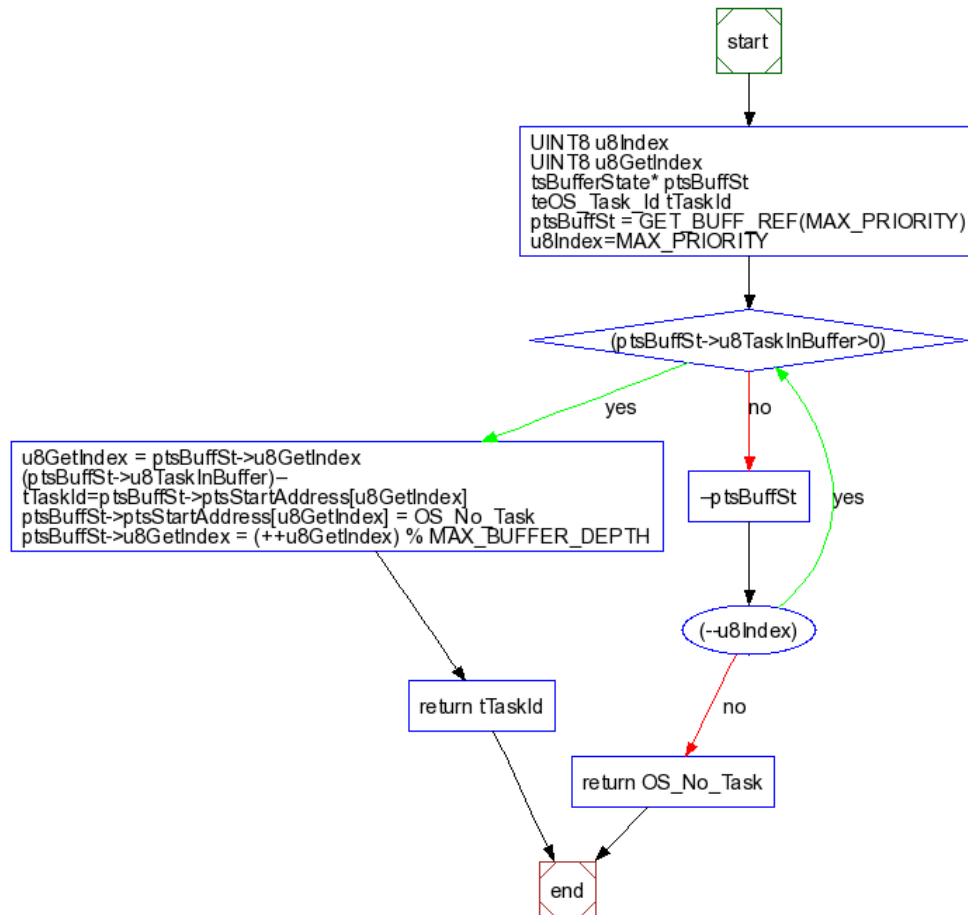 start
UINT8 u8Index
UINT8 u8GetIndex
tsBufferState* ptsBuffSt
teOS_Task_Id tTaskId
ptsBuffSt = GET_BUFF_REF(MAX_PRIORITY)
u8Index=MAX_PRIORITY
(ptsBuffSt->u8TaskInBuffer>0)
yes
no
u8GetIndex = ptsBuffSt->u8GetIndex
(ptsBuffSt->u8TaskInBuffer)–
tTaskId=ptsBuffSt->ptsStartAddress[u8GetIndex]
ptsBuffSt->ptsStartAddress[u8GetIndex] = OS_No_Task
ptsBuffSt->u8GetIndex = (++u8GetIndex) % MAX_BUFFER_DEPTH
–ptsBuffSt
yes
(--u8Index)
return tTaskId
no
return OS_No_Task
end